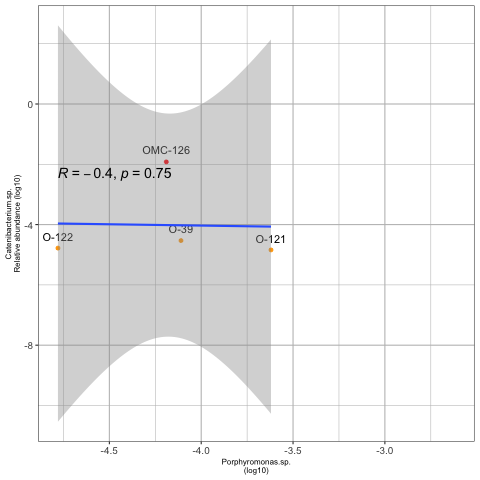 0
OMC-126
R = −0.4, p = 0.75
-4
O-122
O-39
O-121
-8
Catenibacterium.sp.
Relative abundance (log10)
-4.5
-4.0
-3.5
-3.0
Porphyromonas.sp.
(log10)